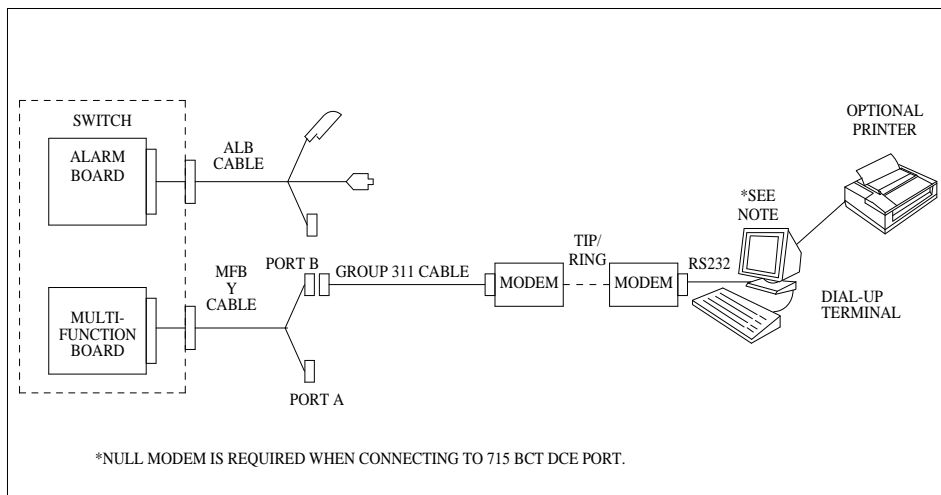 SWITCH
ALARM
BOARD
ALB
CABLE
OPTIONAL
PRINTER
*SEE
NOTE
TIP/
RING
RS232
DIAL-UP
TERMINAL
MULTI-
FUNCTION
BOARD
MFB
Y
CABLE
PORT B
GROUP 311 CABLE
MODEM
MODEM
PORT A
*NULL MODEM IS REQUIRED WHEN CONNECTING TO 715 BCT DCE PORT.